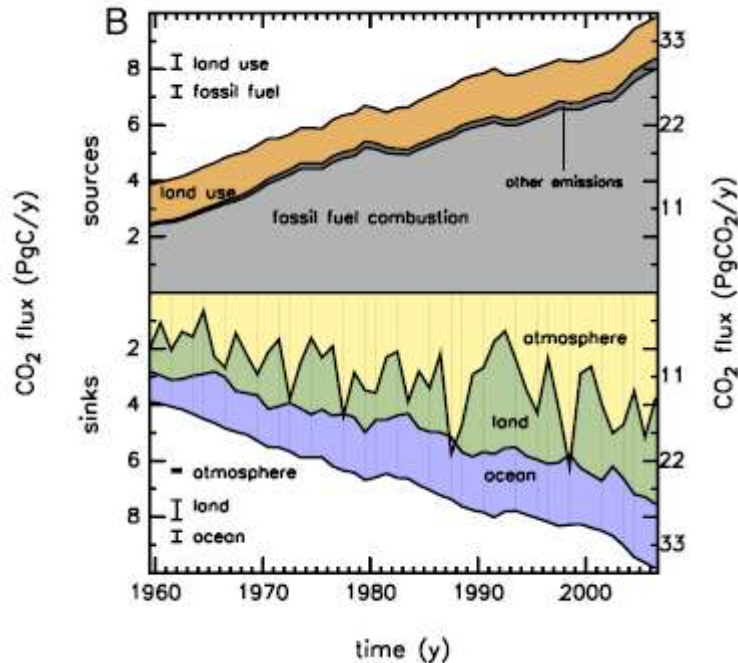 B
8
6
4
2
2
4
6
8
sources
sinks
CO2 flux (PgC/y)
land use
fossil fuel
land use
fossil fuel combustion
other emissions
atmosphere
land
ocean
atmosphere
land
ocean
33
22
11
11
22
33
CO2 flux (PgCO2/y)
1960 1970 1980 1990 2000
time (y)